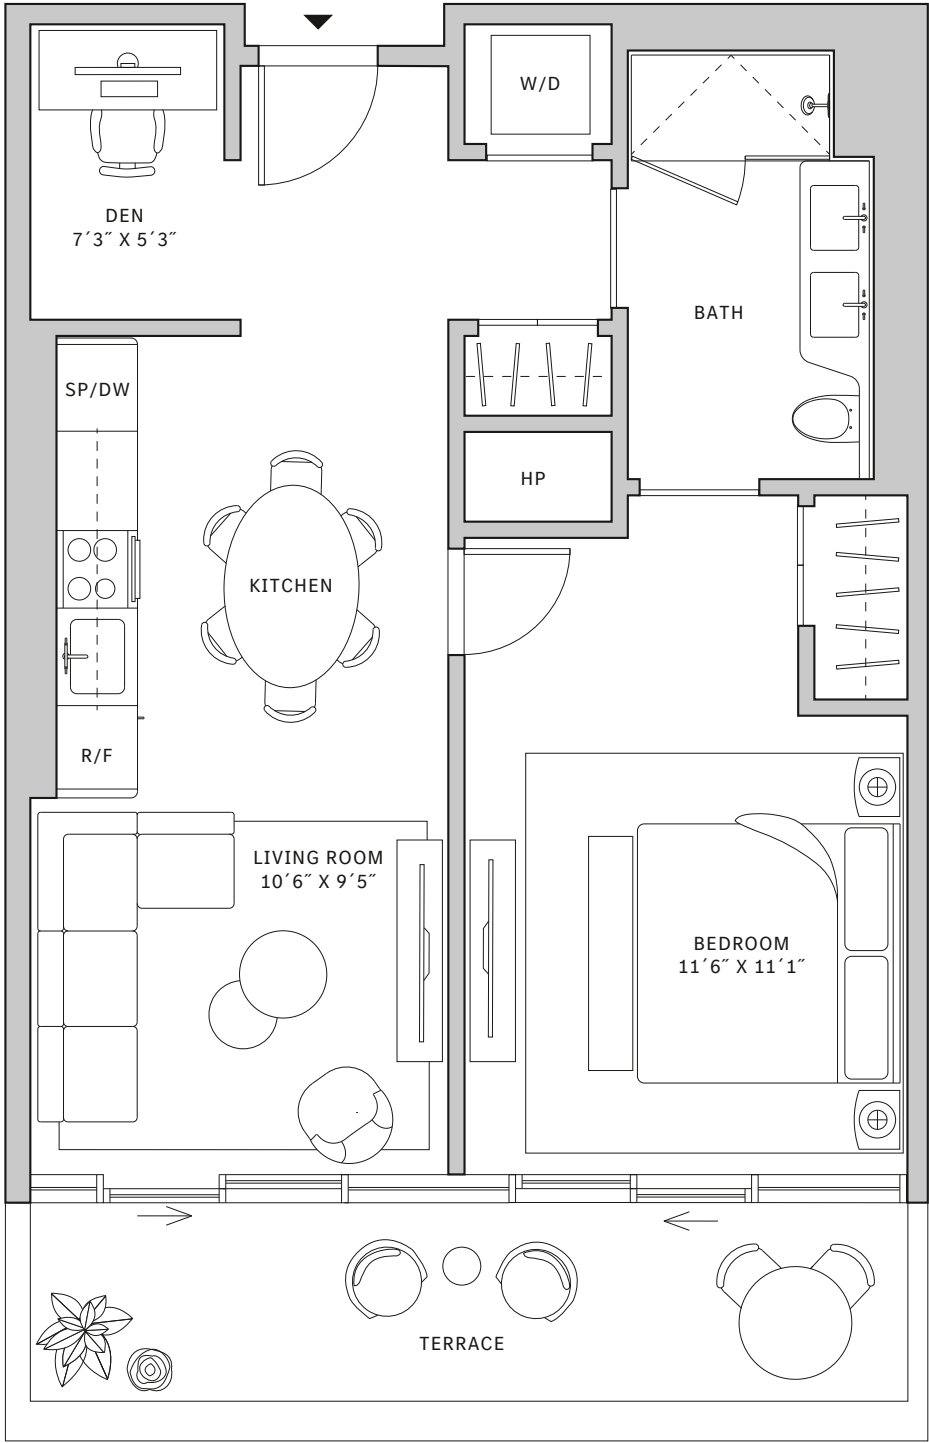 W/D
DEN
7´3˝ X 5´3˝
BATH
SP/DW
HP
KITCHEN
R/F
LIVING ROOM
10´6˝ X 9´5˝
BEDROOM
11´6˝ X 11´1˝
TERRACE